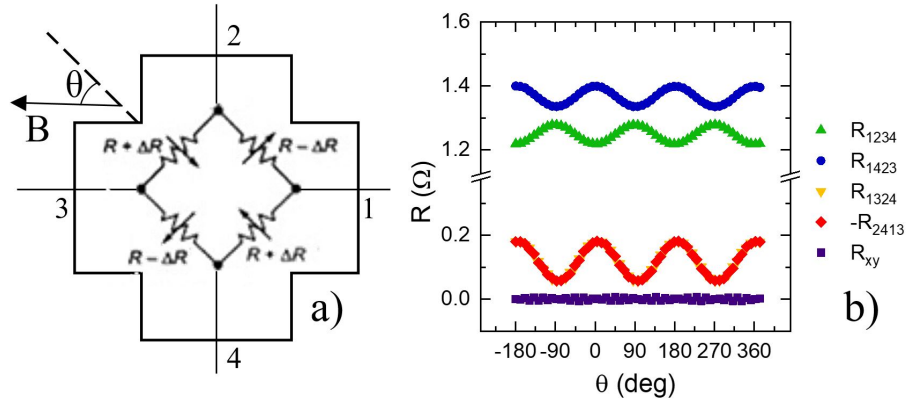 a)
2
θ
B
R + ΔR
R − ΔR
3
1
R − ΔR
R + ΔR
4
1.6
1.4
1.2
0.2
0.0
R (Ω)
-180 -90 0 90 180 270 360
θ (deg)
R1234
R1423
R1324
-R2413
Rxy
b)